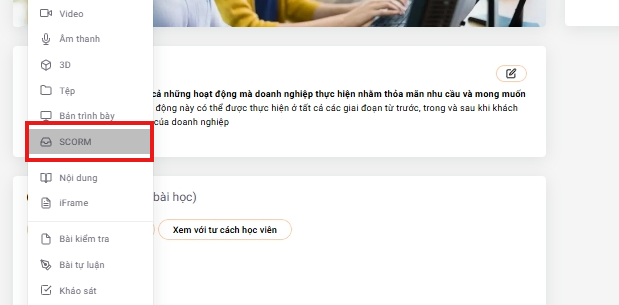 Video
Âm thanh
3D
Tệp
cả những hoạt động mà doanh nghiệp thực hiện nhằm thỏa mãn nhu cầu và mong muốn
động này có thể được thực hiện ở tất cả các giai đoạn từ trước, trong và sau khi khách
Bản trình bày
của doanh nghiệp
SCORM
Nội dung
bài học)
iFrame
Xem với tư cách học viên
Bài kiểm tra
Bài tự luận
Khảo sát